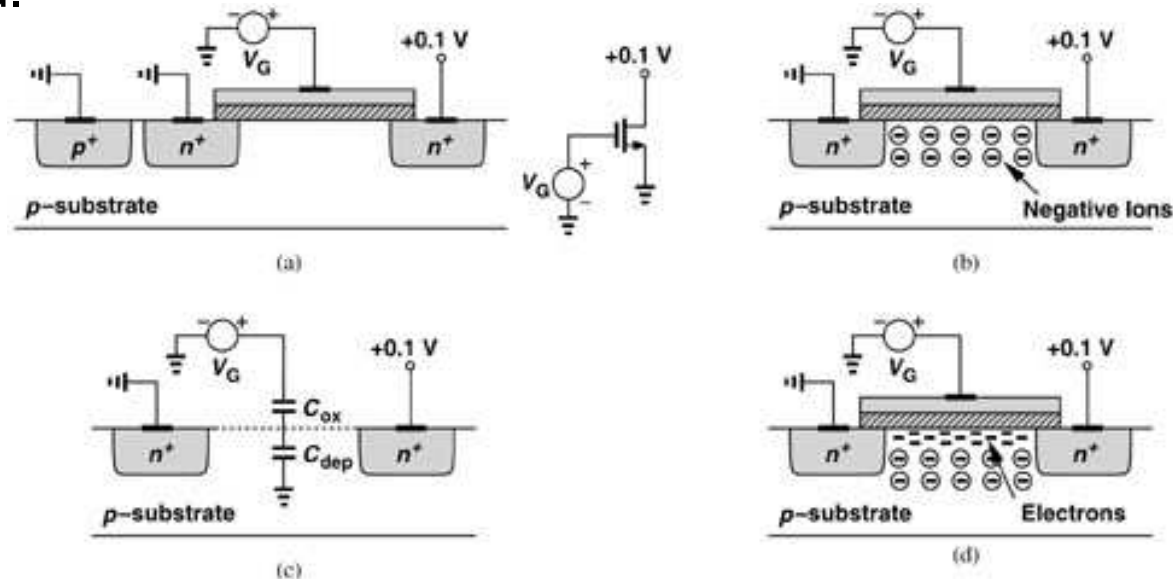 − +
V_G
+0.1 V
p⁺
n⁺
n⁺
p−substrate
(a)
+0.1 V
V_G
+
−
− +
V_G
+0.1 V
n⁺
n⁺
p−substrate
Negative Ions
(b)
− +
V_G
+0.1 V
C_ox
C_dep
n⁺
n⁺
p−substrate
(c)
− +
V_G
+0.1 V
n⁺
n⁺
p−substrate
Electrons
(d)